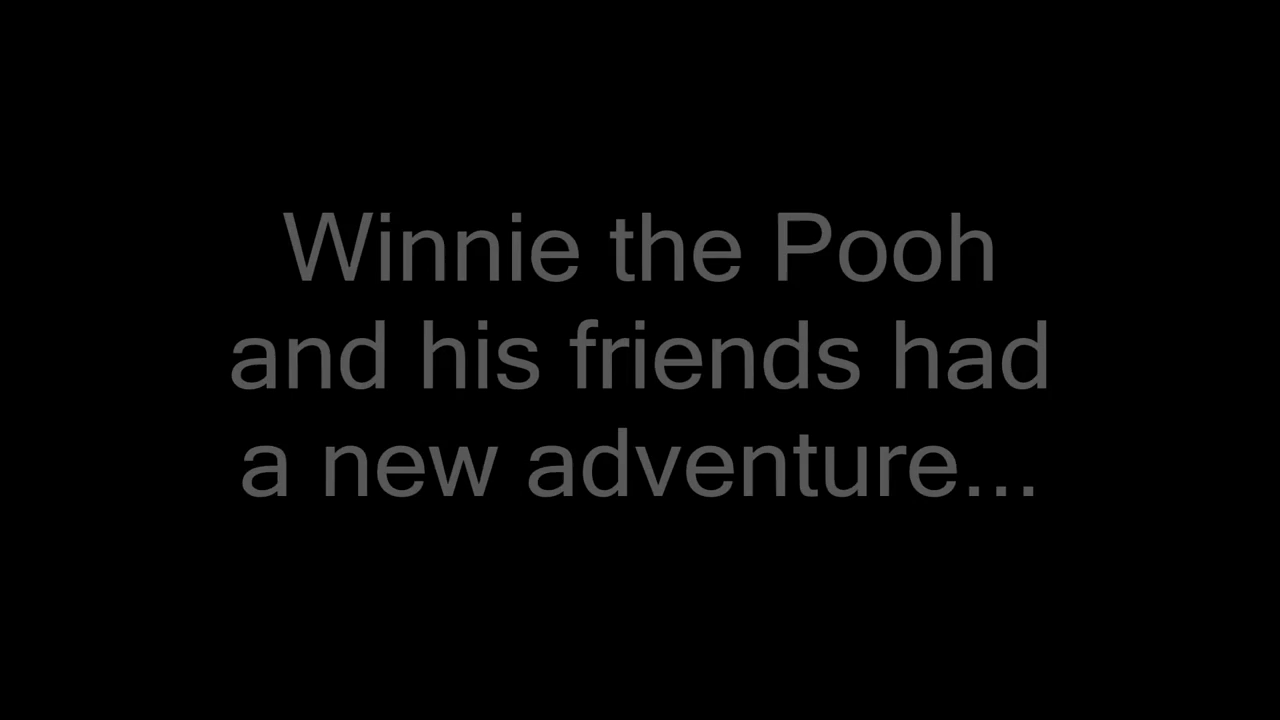 Winnie the Pooh
and his friends had
a new adventure...